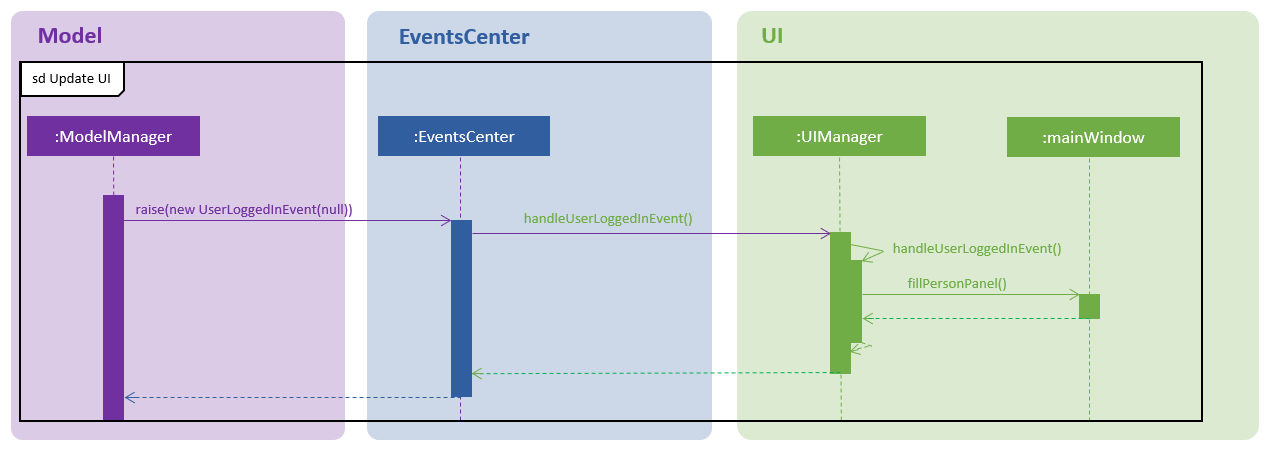 Model
EventsCenter
UI
sd Update UI
:ModelManager
:EventsCenter
:UIManager
:mainWindow
raise(new UserLoggedInEvent(null))
handleUserLoggedInEvent()
handleUserLoggedInEvent()
fillPersonPanel()